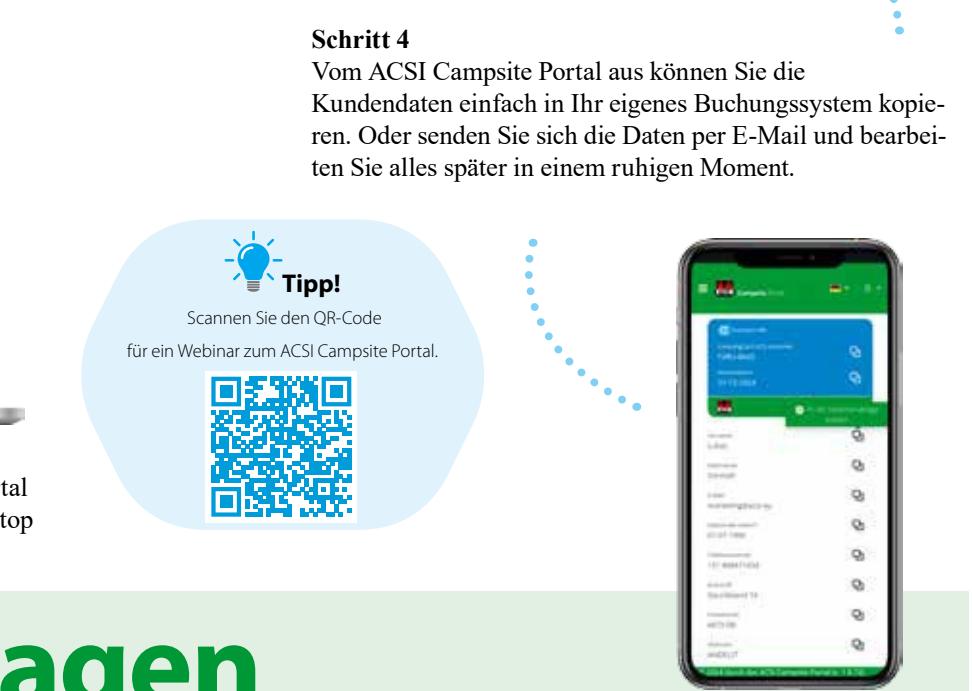 Schritt 4
Vom ACSI Campsite Portal aus können Sie die
Kundendaten einfach in Ihr eigenes Buchungssystem kopie-
ren. Oder senden Sie sich die Daten per E-Mail und bearbei-
ten Sie alles später in einem ruhigen Moment.
Tipp!
Scannen Sie den QR-Code
für ein Webinar zum ACSI Campsite Portal.
tal
top
agen
Campsite